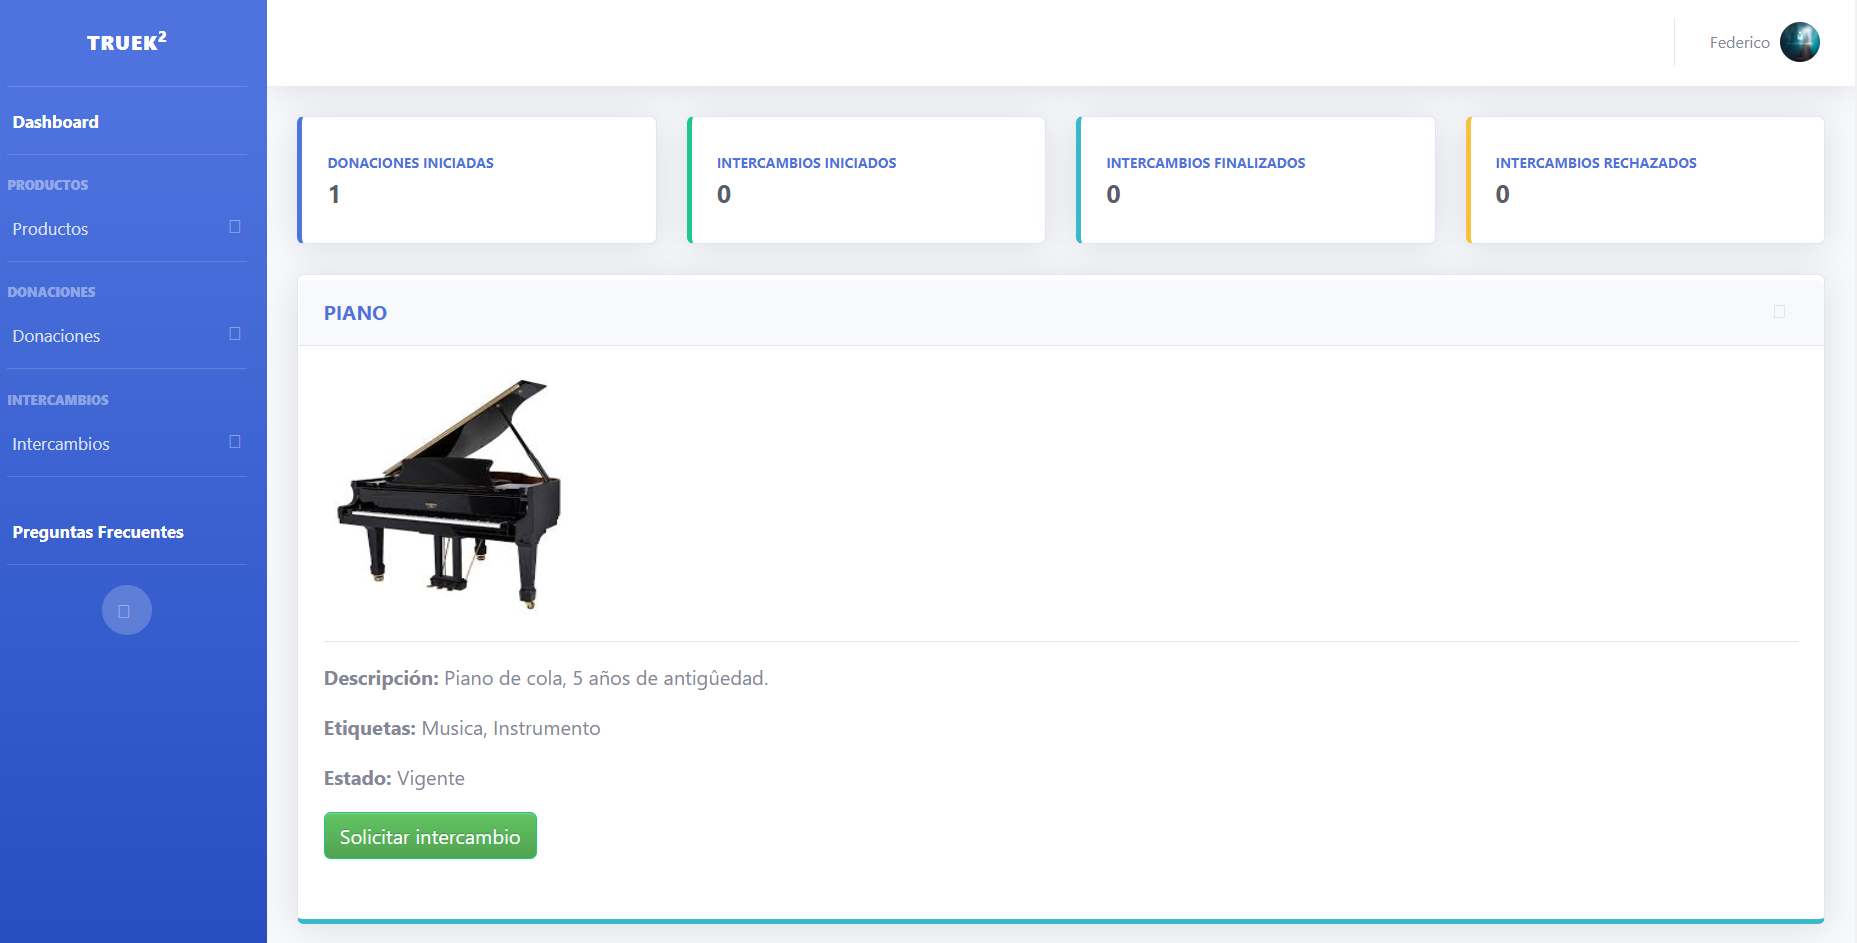 TRUEK²
Federico
Dashboard
PRODUCTOS
Productos
DONACIONES
Donaciones
INTERCAMBIOS
Intercambios
Preguntas Frecuentes
DONACIONES INICIADAS
1
INTERCAMBIOS INICIADOS
0
INTERCAMBIOS FINALIZADOS
0
INTERCAMBIOS RECHAZADOS
0
PIANO
Descripción: Piano de cola, 5 años de antigûedad.
Etiquetas: Musica, Instrumento
Estado: Vigente
Solicitar intercambio